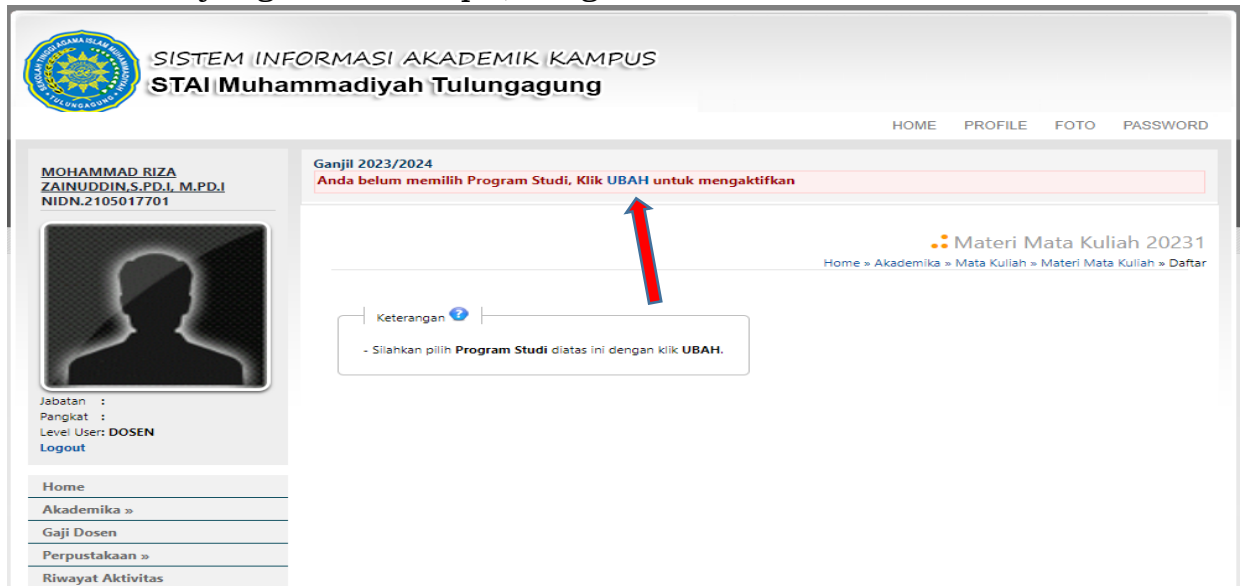 SISTEM INFORMASI AKADEMIK KAMPUS
STAI Muhammadiyah Tulungagung
HOME PROFILE FOTO PASSWORD
MOHAMMAD RIZA
ZAINUDDIN,S.PD.I, M.PD.I
NIDN.2105017701
Jabatan :
Pangkat :
Level User: DOSEN
Logout
Home
Akademika »
Gaji Dosen
Perpustakaan »
Riwayat Aktivitas
Ganjil 2023/2024
Anda belum memilih Program Studi, Klik UBAH untuk mengaktifkan
Materi Mata Kuliah 20231
Home » Akademika » Mata Kuliah » Materi Mata Kuliah » Daftar
Keterangan ?
- Silahkan pilih Program Studi diatas ini dengan klik UBAH.